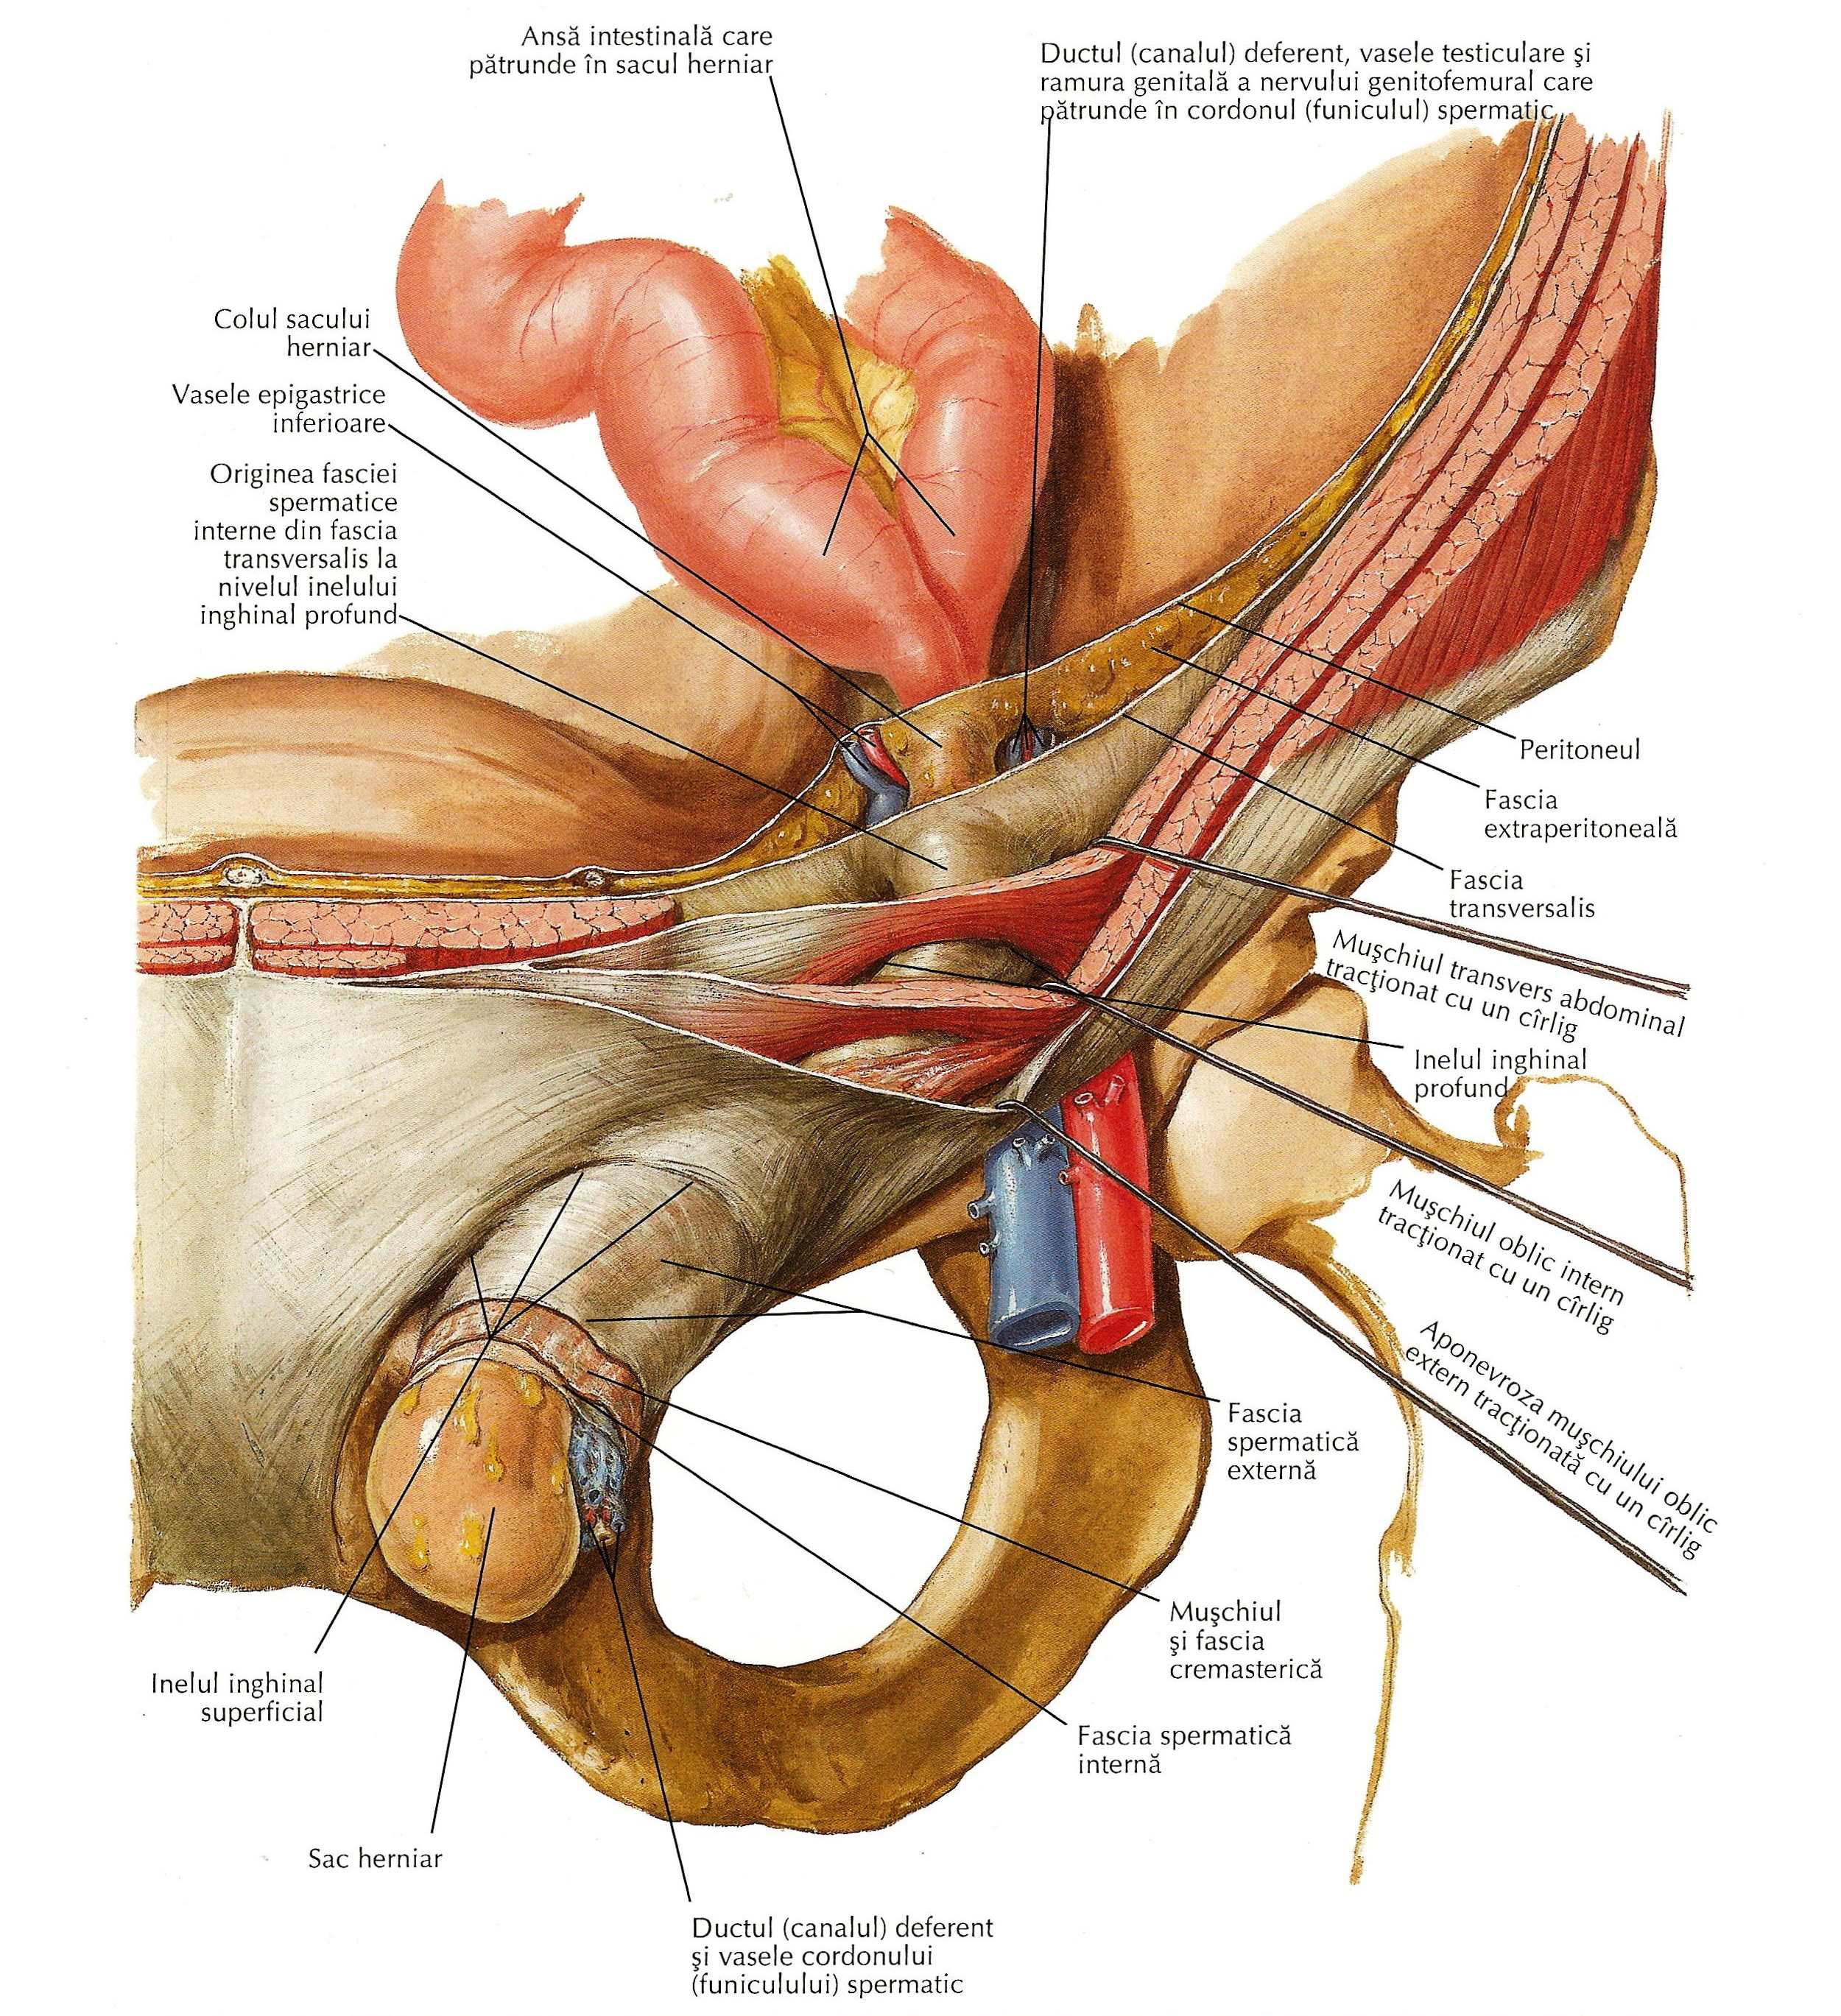 Ansă intestinală care
pătrunde în sacul herniar
Ductul (canalul) deferent, vasele testiculare şi
ramura genitală a nervului genitofemural care
pătrunde în cordonul (funiculul) spermatic
Colul sacului
herniar
Vasele epigastrice
inferioare
Originea fasciei
spermatice
interne din fascia
transversalis la
nivelul inelului
inghinal profund
Peritoneul
Fascia
extraperitoneală
Fascia
transversalis
Muşchiul transvers abdominal
tracţionat cu un cîrlig
Inelul inghinal
profund
Muşchiul oblic intern
tracţionat cu un cîrlig
Aponevroza muşchiului oblic
extern tracţionată cu un cîrlig
Fascia
spermatică
externă
Muşchiul
şi fascia
cremasterică
Fascia spermatică
internă
Inelul inghinal
superficial
Sac herniar
Ductul (canalul) deferent
şi vasele cordonului
(funiculului) spermatic